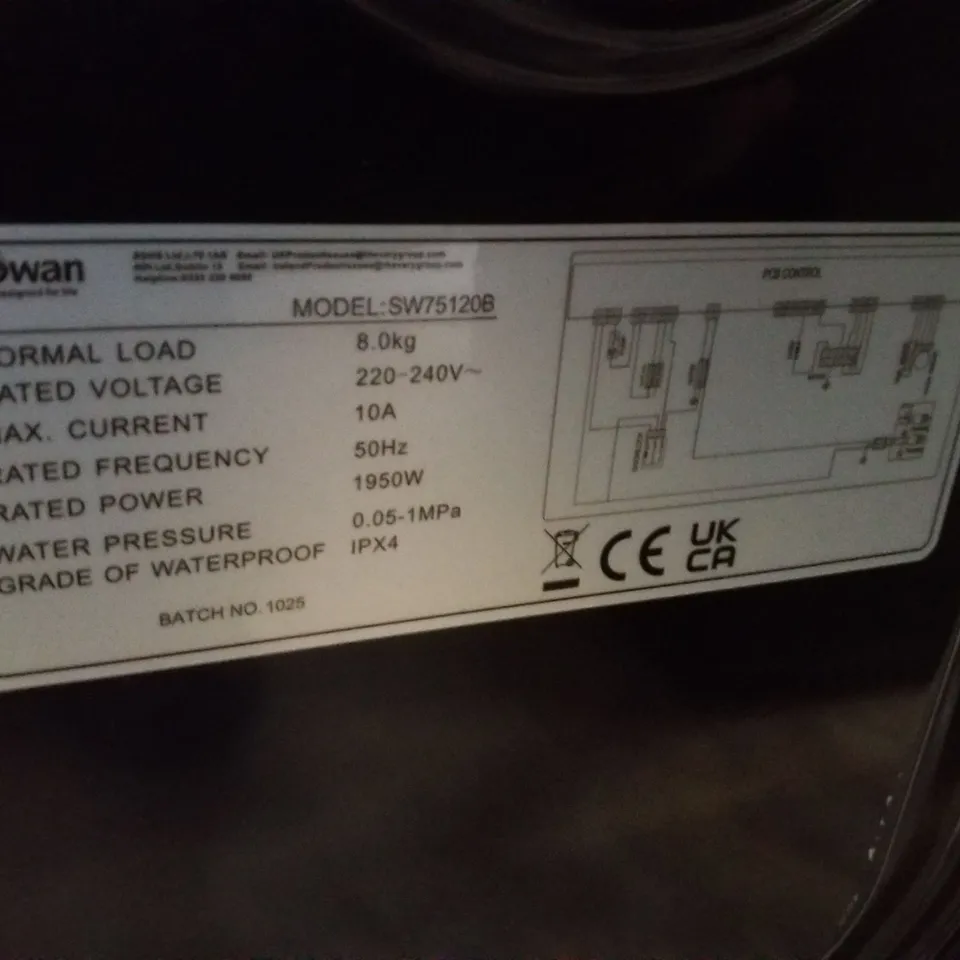 wan
MODEL:SW75120B
ORMAL LOAD 8.0kg
ATED VOLTAGE 220-240V~
AX. CURRENT 10A
RATED FREQUENCY 50Hz
RATED POWER 1950W
WATER PRESSURE 0.05-1MPa
GRADE OF WATERPROOF IPX4
BATCH NO. 1025
PCB CONTROL
CE UK
CA